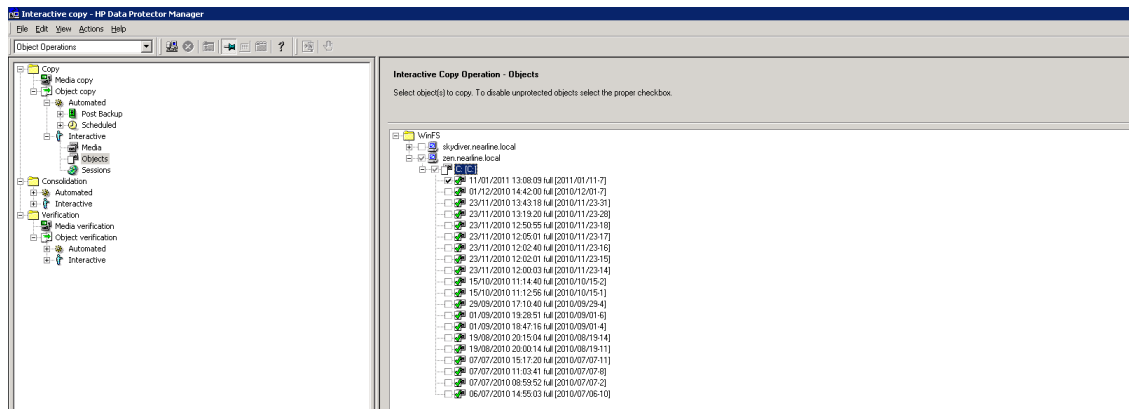 Interactive copy - HP Data Protector Manager
File Edit View Actions Help
Object Operations
Copy
Media copy
Object copy
Automated
Post Backup
Scheduled
Interactive
Media
Objects
Sessions
Consolidation
Automated
Interactive
Verification
Media verification
Object verification
Automated
Interactive
Interactive Copy Operation - Objects
Select object(s) to copy. To disable unprotected objects select the proper checkbox.
WinFS
skydiver.nearline.local
zen.nearline.local
C: [C:]
11/01/2011 13:08:09 full [2011/01/11-7]
01/12/2010 14:42:00 full [2010/12/01-7]
23/11/2010 13:43:18 full [2010/11/23-31]
23/11/2010 13:19:20 full [2010/11/23-28]
23/11/2010 12:50:55 full [2010/11/23-18]
23/11/2010 12:05:01 full [2010/11/23-17]
23/11/2010 12:02:40 full [2010/11/23-16]
23/11/2010 12:02:01 full [2010/11/23-15]
23/11/2010 12:00:03 full [2010/11/23-14]
15/10/2010 11:14:40 full [2010/10/15-2]
15/10/2010 11:12:56 full [2010/10/15-1]
29/09/2010 17:10:40 full [2010/09/29-4]
01/09/2010 19:28:51 full [2010/09/01-6]
01/09/2010 18:47:16 full [2010/09/01-4]
19/08/2010 20:15:04 full [2010/08/19-14]
19/08/2010 20:00:14 full [2010/08/19-11]
07/07/2010 15:17:20 full [2010/07/07-11]
07/07/2010 11:03:41 full [2010/07/07-8]
07/07/2010 08:59:52 full [2010/07/07-2]
06/07/2010 14:55:03 full [2010/07/06-10]